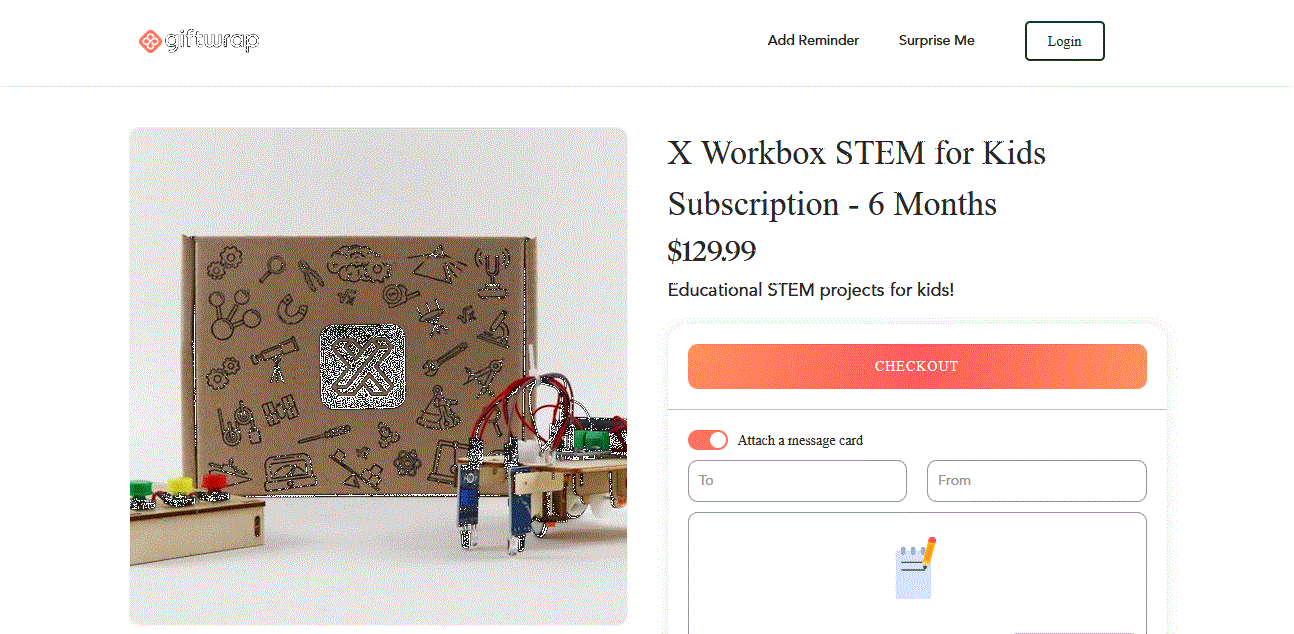 giftwrap
Add Reminder
Surprise Me
Login
X Workbox STEM for Kids
Subscription - 6 Months
$129.99
Educational STEM projects for kids!
CHECKOUT
Attach a message card
To
From